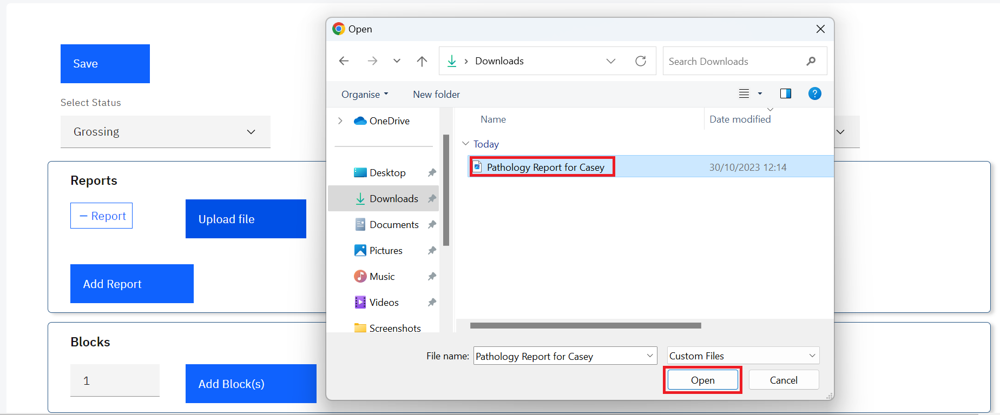 Save
Select Status
Grossing
Reports
— Report
Upload file
Add Report
Blocks
1
Add Block(s)
Open
Downloads
Search Downloads
Organise
New folder
?
OneDrive
Desktop
Downloads
Documents
Pictures
Music
Videos
Screenshots
Name
Date modified
Today
Pathology Report for Casey
30/10/2023 12:14
File name:
Pathology Report for Casey
Custom Files
Open
Cancel